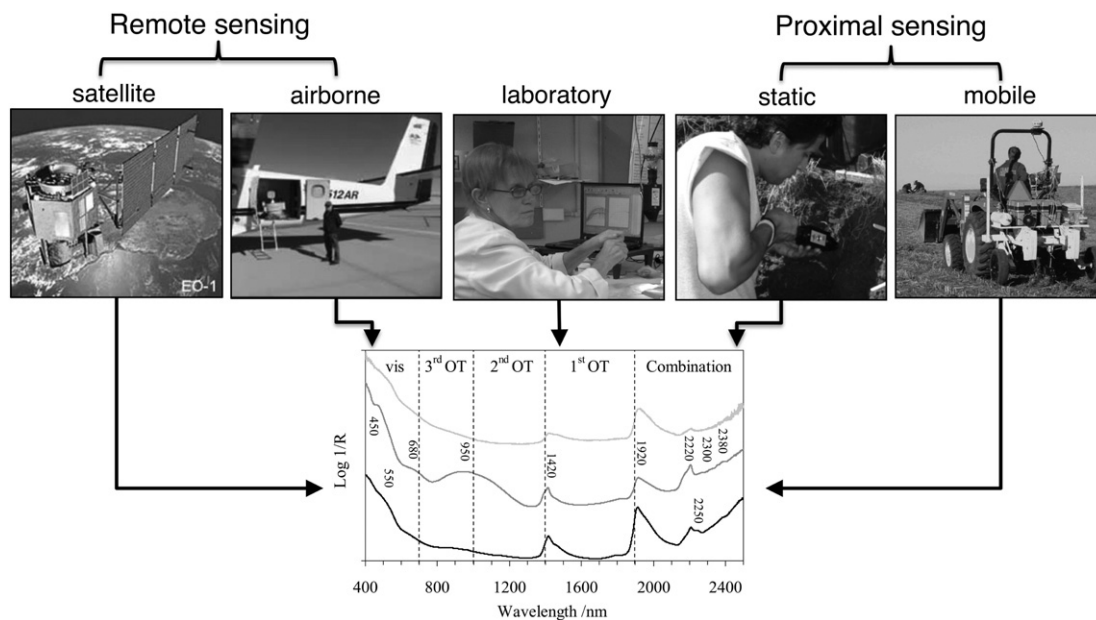 Remote sensing
Proximal sensing
satellite
airborne
laboratory
static
mobile
EO-1
512AR
vis
3rd OT
2nd OT
1st OT
Combination
Log 1/R
450
550
680
950
1420
1920
2220
2250
2300
2380
400
800
1200
1600
2000
2400
Wavelength /nm